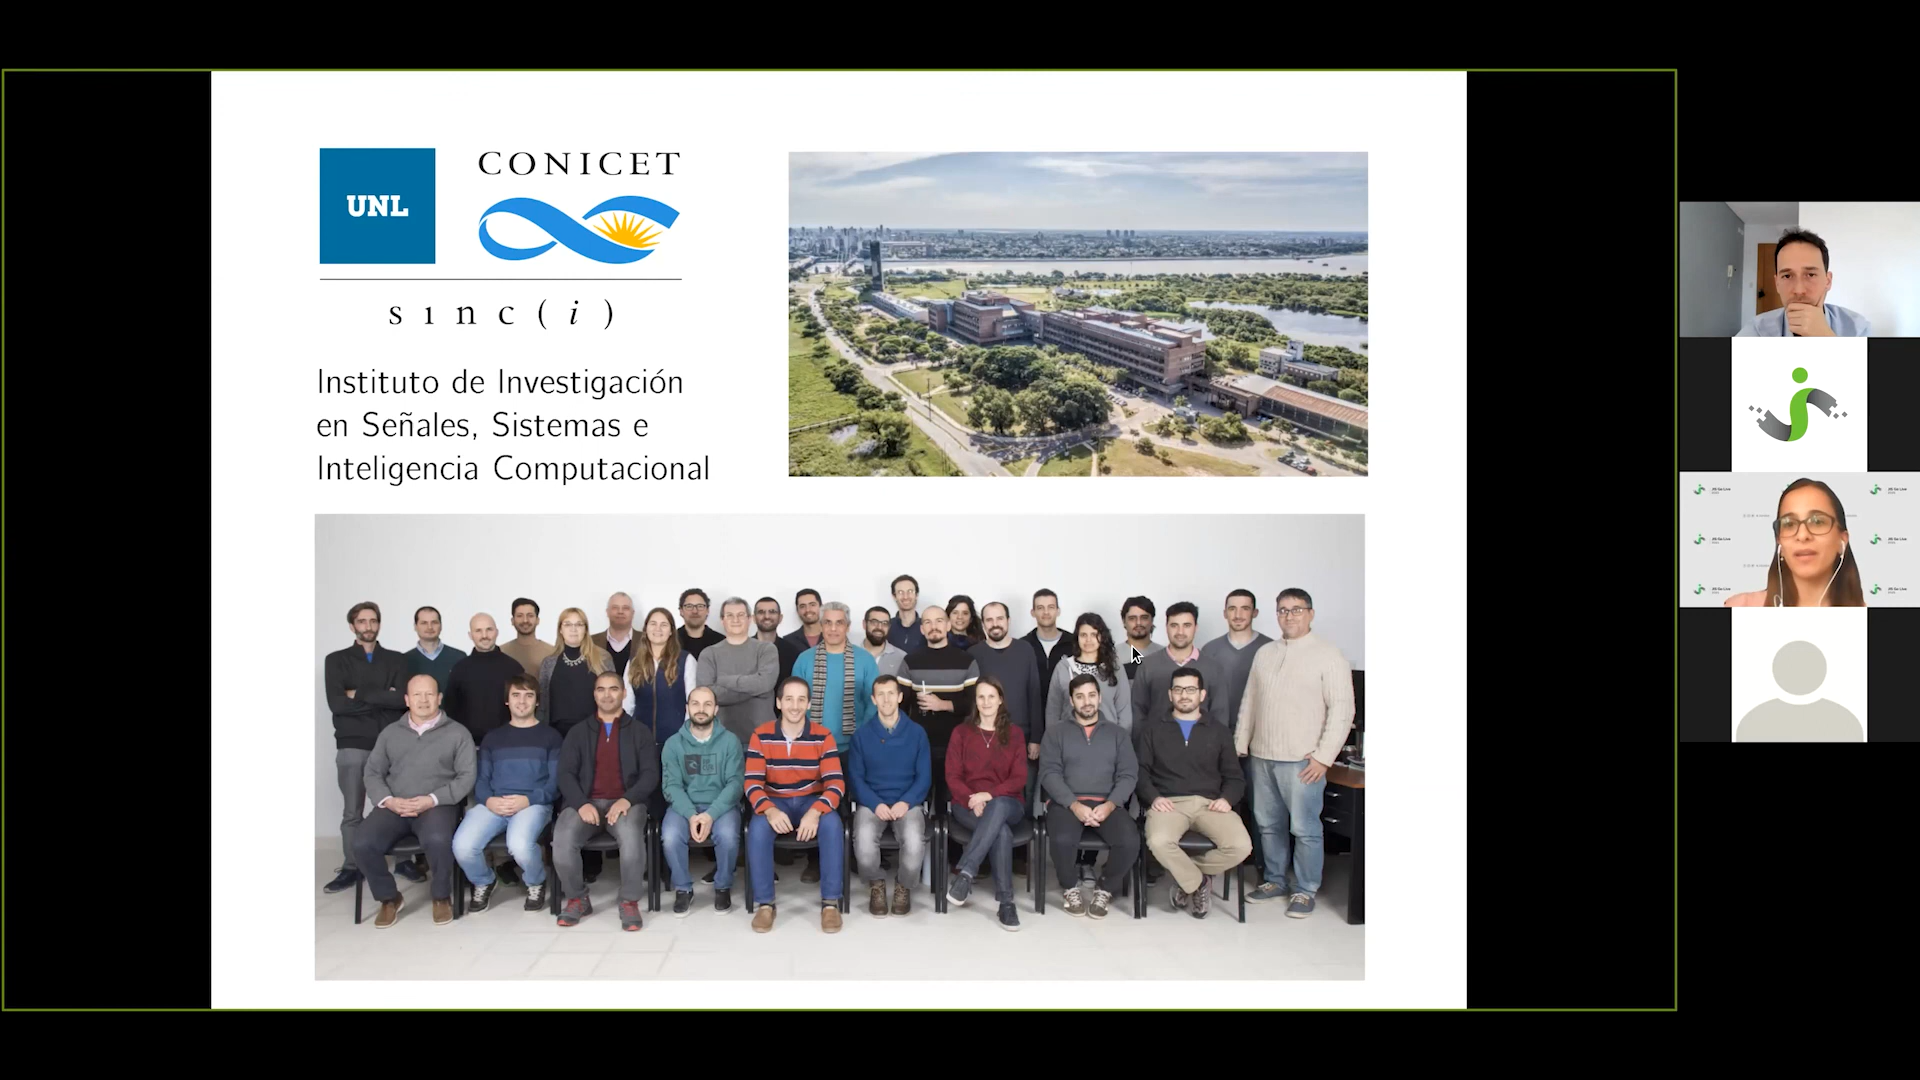 UNL
CONICET
sinc(i)
Instituto de Investigación
en Señales, Sistemas e
Inteligencia Computacional